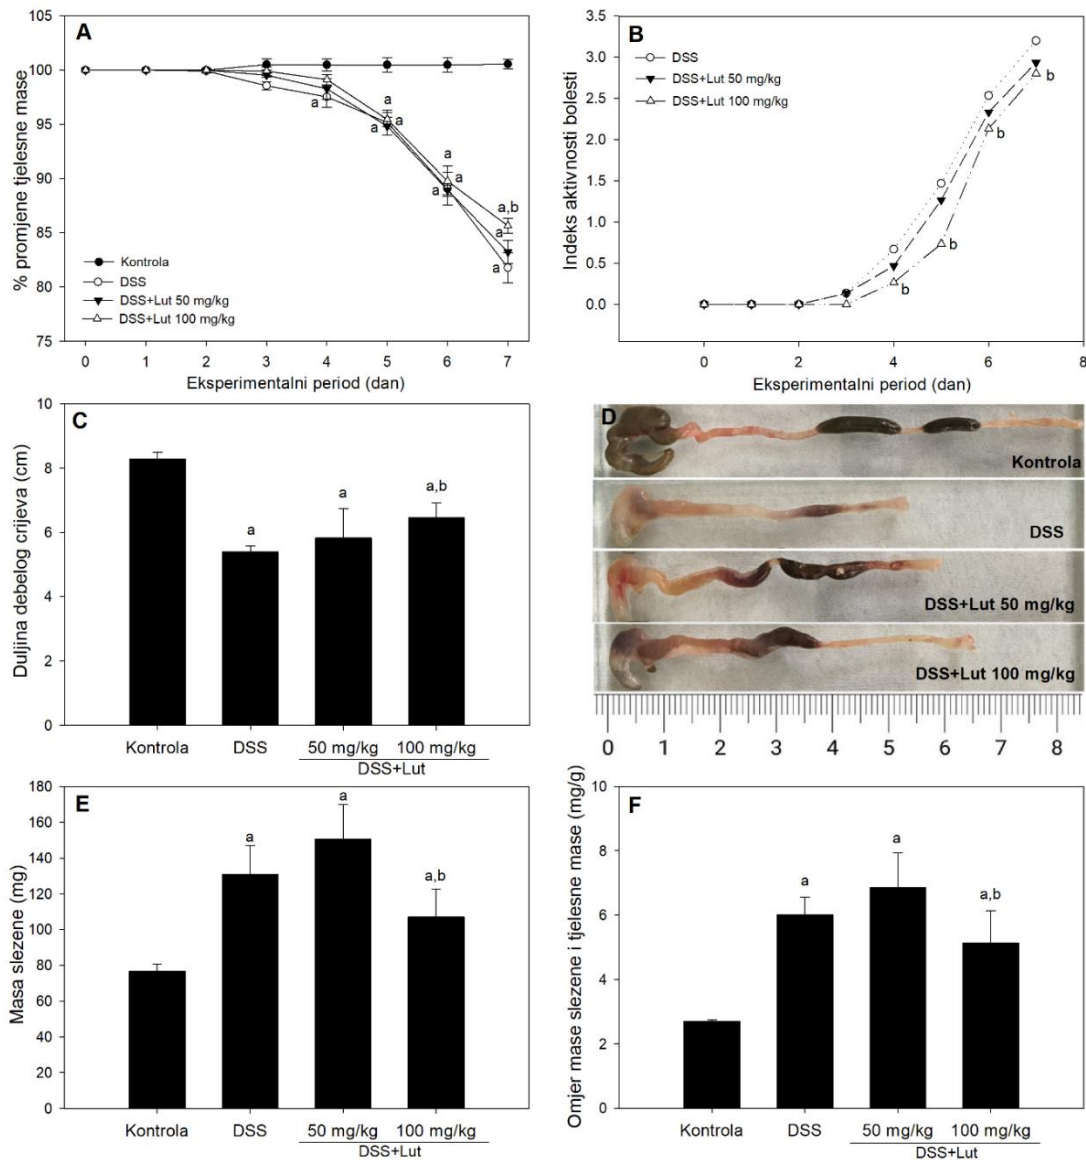 A
% promjene tjelesne mase
105
100
95
90
85
80
75
a
a
a
a
a
a
a
a,b
a
a
Kontrola
DSS
DSS+Lut 50 mg/kg
DSS+Lut 100 mg/kg
0 1 2 3 4 5 6 7
Eksperimentalni period (dan)
B
Indeks aktivnosti bolesti
3.5
3.0
2.5
2.0
1.5
1.0
0.5
0.0
DSS
DSS+Lut 50 mg/kg
DSS+Lut 100 mg/kg
b
b
b
b
0 2 4 6 8
Eksperimentalni period (dan)
C
Duljina debelog crijeva (cm)
10
8
6
4
2
0
a
a
a,b
Kontrola DSS 50 mg/kg 100 mg/kg
DSS+Lut
D
Kontrola
DSS
DSS+Lut 50 mg/kg
DSS+Lut 100 mg/kg
0 1 2 3 4 5 6 7 8
E
Masa slezene (mg)
180
160
140
120
100
80
60
40
20
0
a
a
a,b
Kontrola DSS 50 mg/kg 100 mg/kg
DSS+Lut
F
Omjer mase slezene i tjelesne mase (mg/g)
10
8
6
4
2
0
a
a
a,b
Kontrola DSS 50 mg/kg 100 mg/kg
DSS+Lut